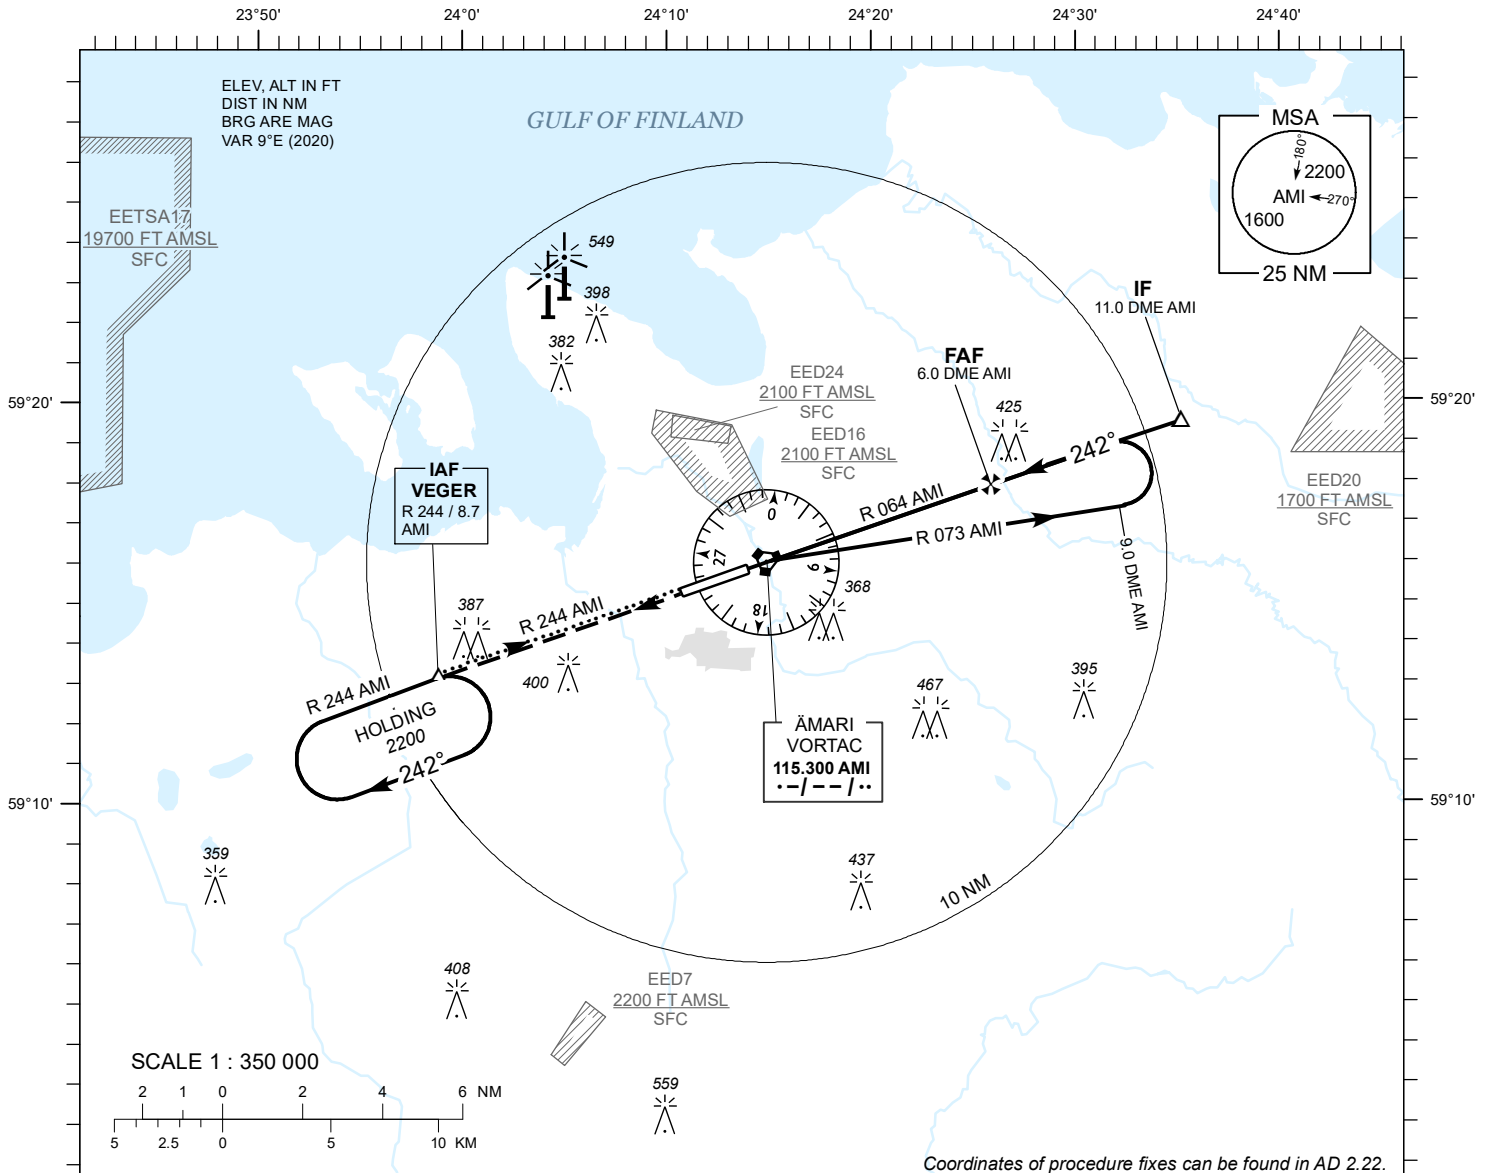 23°50'
24°0'
24°10'
24°20'
24°30'
24°40'
ELEV, ALT IN FT
DIST IN NM
BRG ARE MAG
VAR 9°E (2020)
GULF OF FINLAND
MSA
180°
2200
AMI
270°
1600
25 NM
EETSA17
19700 FT AMSL
SFC
549
398
382
IF
11.0 DME AMI
FAF
6.0 DME AMI
EED24
2100 FT AMSL
SFC
EED16
2100 FT AMSL
SFC
425
59°20'
59°20'
242°
IAF
VEGER
R 244 / 8.7
AMI
EED20
1700 FT AMSL
SFC
R 064 AMI
R 073 AMI
9.0 DME AMI
0
9
18
27
368
387
R 244 AMI
R 244 AMI
400
HOLDING
2200
242°
467
395
ÄMARI
VORTAC
115.300 AMI
59°10'
59°10'
359
437
10 NM
408
EED7
2200 FT AMSL
SFC
SCALE 1 : 350 000
2 1 0 2 4 6 NM
5 2.5 0 5 10 KM
559
Coordinates of procedure fixes can be found in AD 2.22.